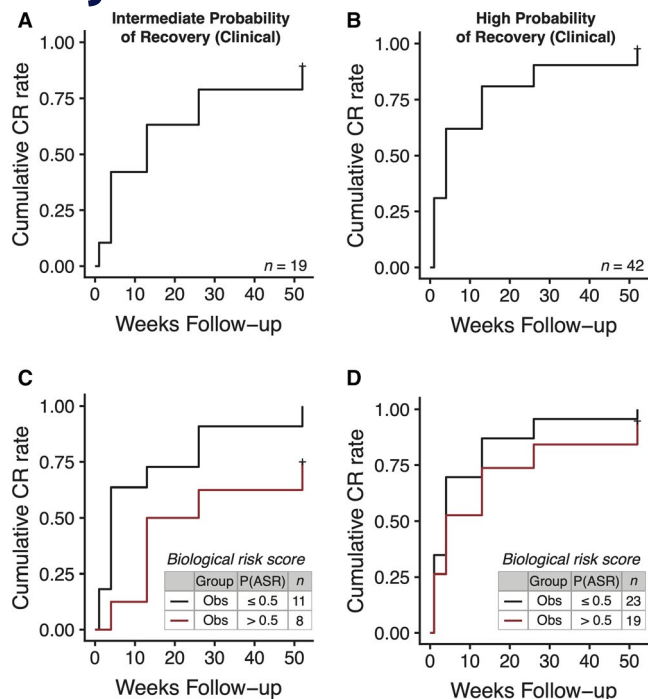 A
Intermediate Probability
of Recovery (Clinical)
Cumulative CR rate
1.00
0.75
0.50
0.25
0.00
n = 19
0 10 20 30 40 50
Weeks Follow–up
B
High Probability
of Recovery (Clinical)
Cumulative CR rate
1.00
0.75
0.50
0.25
0.00
n = 42
0 10 20 30 40 50
Weeks Follow–up
C
Cumulative CR rate
1.00
0.75
0.50
0.25
0.00
Biological risk score
Group P(ASR) n
Obs ≤ 0.5 11
Obs > 0.5 8
0 10 20 30 40 50
Weeks Follow–up
D
Cumulative CR rate
1.00
0.75
0.50
0.25
0.00
Biological risk score
Group P(ASR) n
Obs ≤ 0.5 23
Obs > 0.5 19
0 10 20 30 40 50
Weeks Follow–up